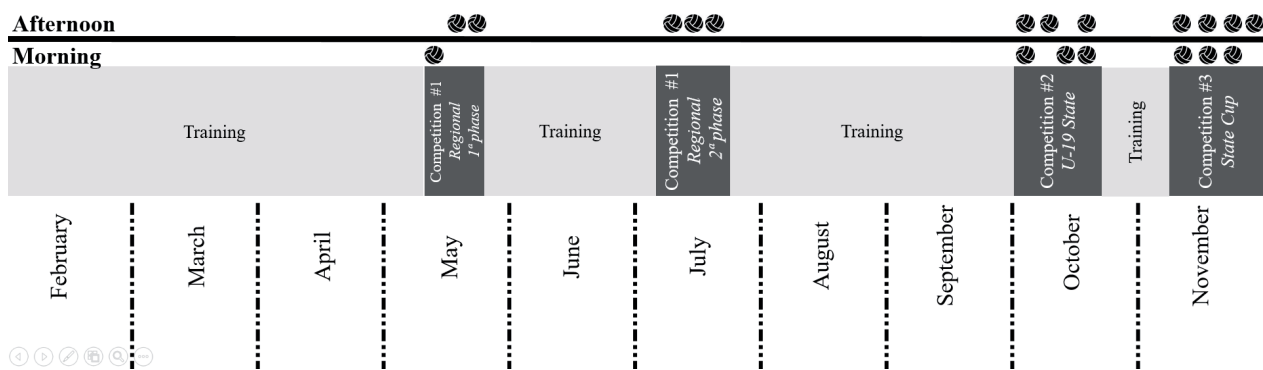 Afternoon
Morning
Training
Competition #1
Regional
1ª phase
Training
Competition #1
Regional
2ª phase
Training
Competition #2
U-19 State
Training
Competition #3
State Cup
February
March
April
May
June
July
August
September
October
November